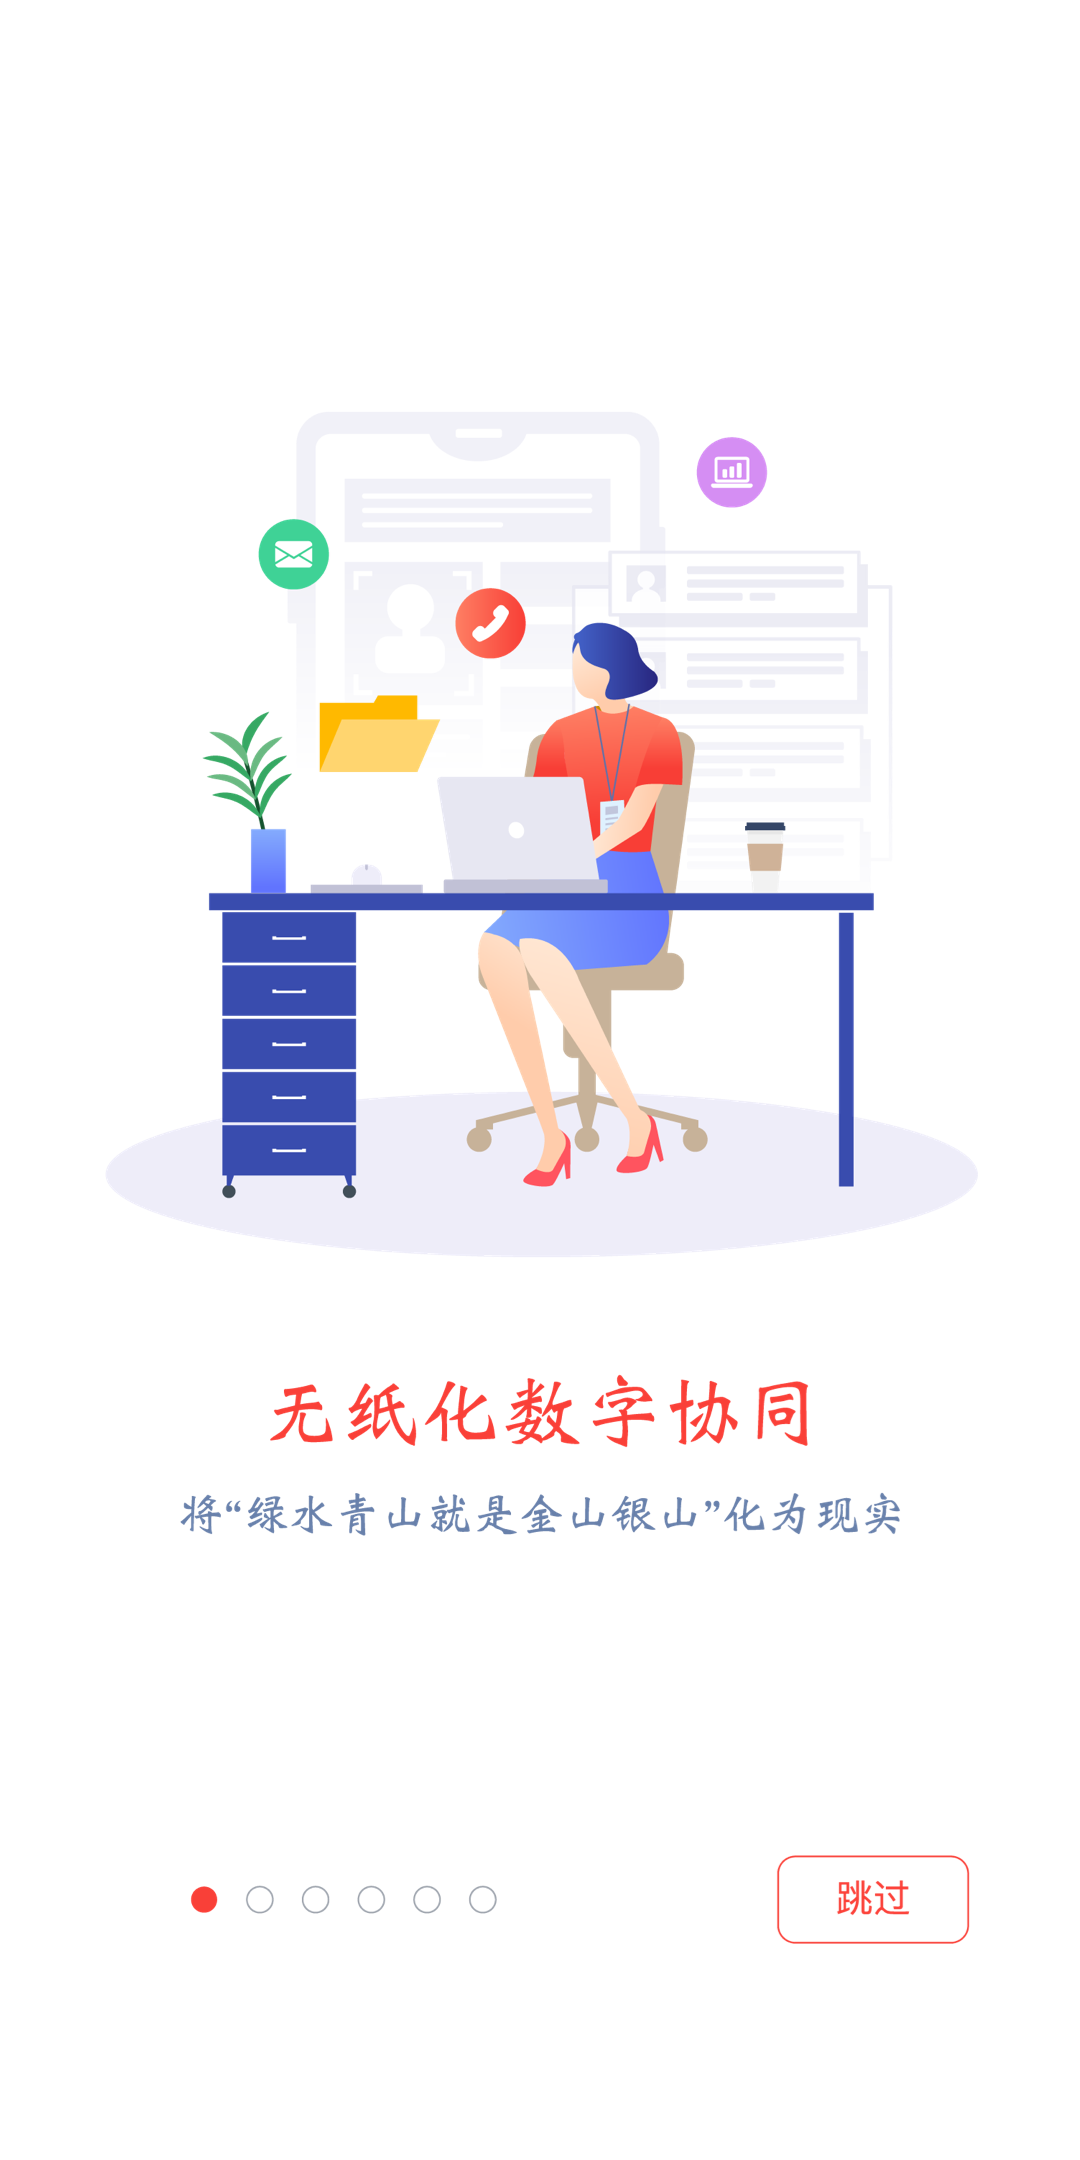 无纸化数字协同
将“绿水青山就是金山银山”化为现实
跳过